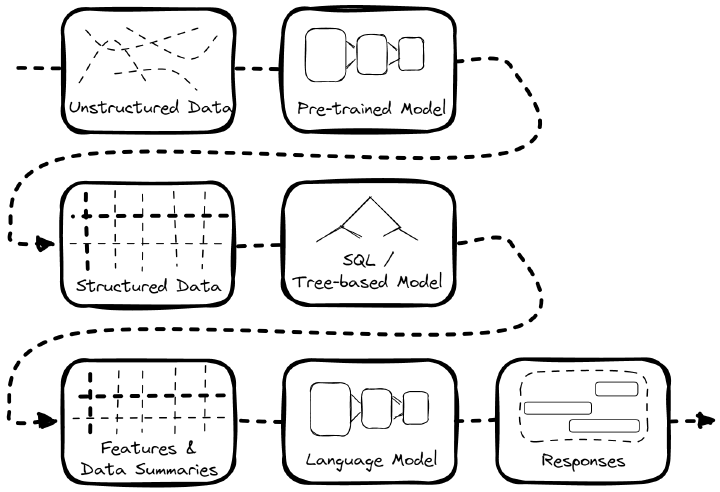 Unstructured Data
Pre-trained Model
Structured Data
SQL /
Tree-based Model
Features &
Data Summaries
Language Model
Responses